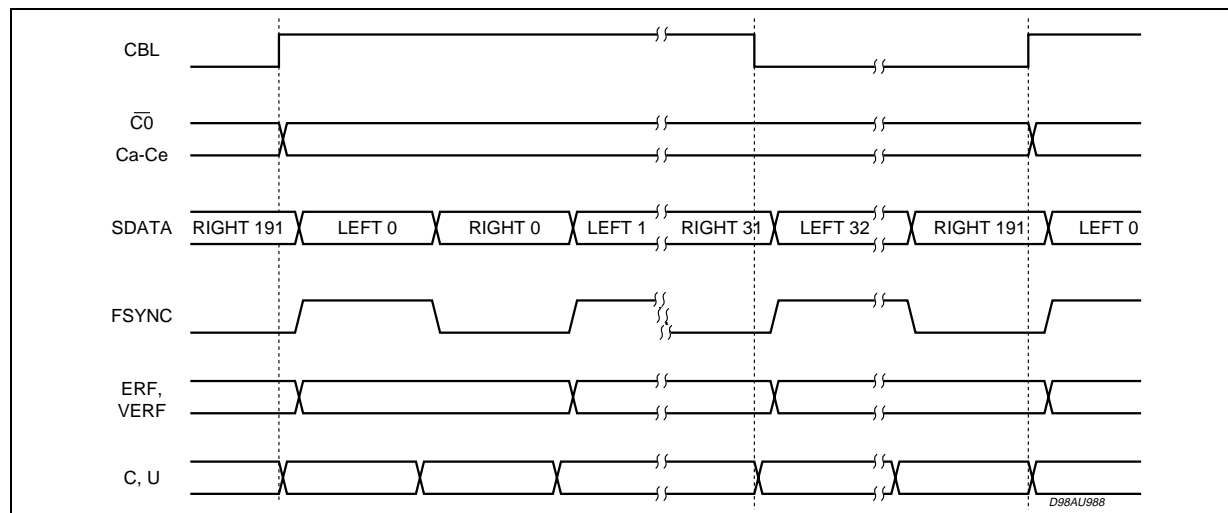 CBL
C̅0̅
Ca-Ce
SDATA RIGHT 191 LEFT 0 RIGHT 0 LEFT 1 RIGHT 31 LEFT 32 RIGHT 191 LEFT 0
FSYNC
ERF,
VERF
C, U
D98AU988